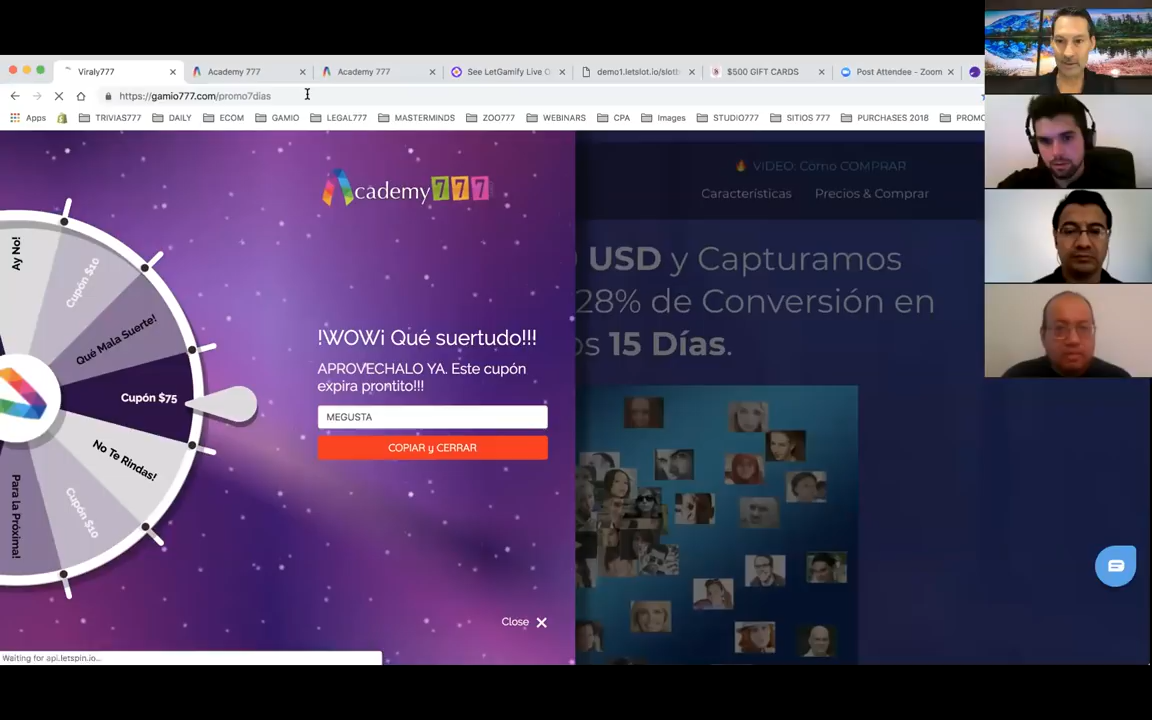 Viraly777
Academy 777
Academy 777
See LetGamify Live
demo1.letslot.io/slott
$500 GIFT CARDS
Post Attendee - Zoom
https://gamio777.com/promo7dias
Apps
TRIVIAS777
DAILY
ECOM
GAMIO
LEGAL777
MASTERMINDS
ZOO777
WEBINARS
CPA
Images
STUDIO777
SITIOS 777
PURCHASES 2018
PROMO
Academy777
VIDEO: Cómo COMPRAR
Características
Precios & Comprar
USD y Capturamos
28% de Conversión en
os 15 Días.
Ay No!
Cupón $10
Qué Mala Suerte!
Cupón $75
No Te Rindas!
Cupón $10
Para La Próxima!
!WOW¡ Qué suertudo!!!
APROVECHALO YA. Este cupón
expira prontito!!!
MEGUSTA
COPIAR y CERRAR
Close
Waiting for api.letspin.io...